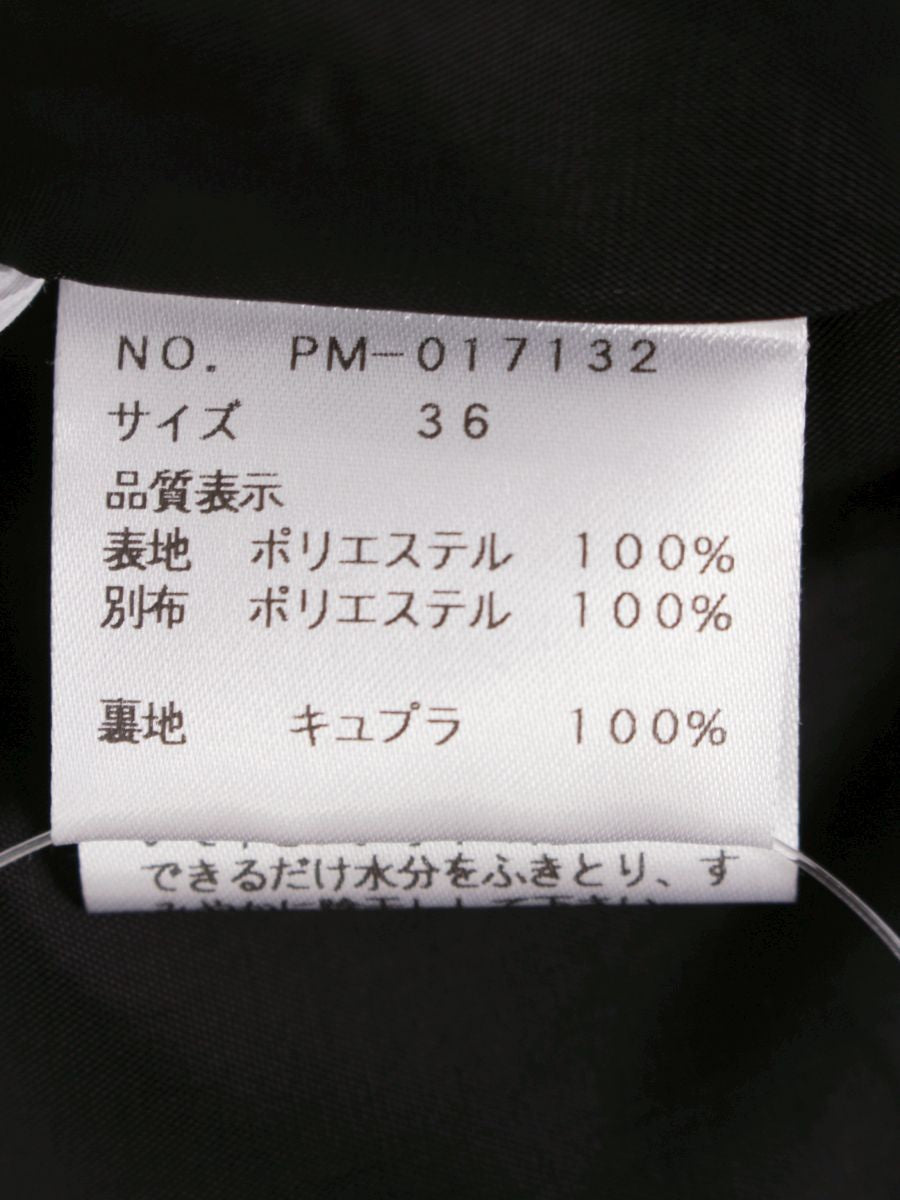 NO. PM-017132
サイズ 36
品質表示
表地 ポリエステル 100%
別布 ポリエステル 100%
裏地 キュプラ 100%
できるだけ水分をふきとり、す